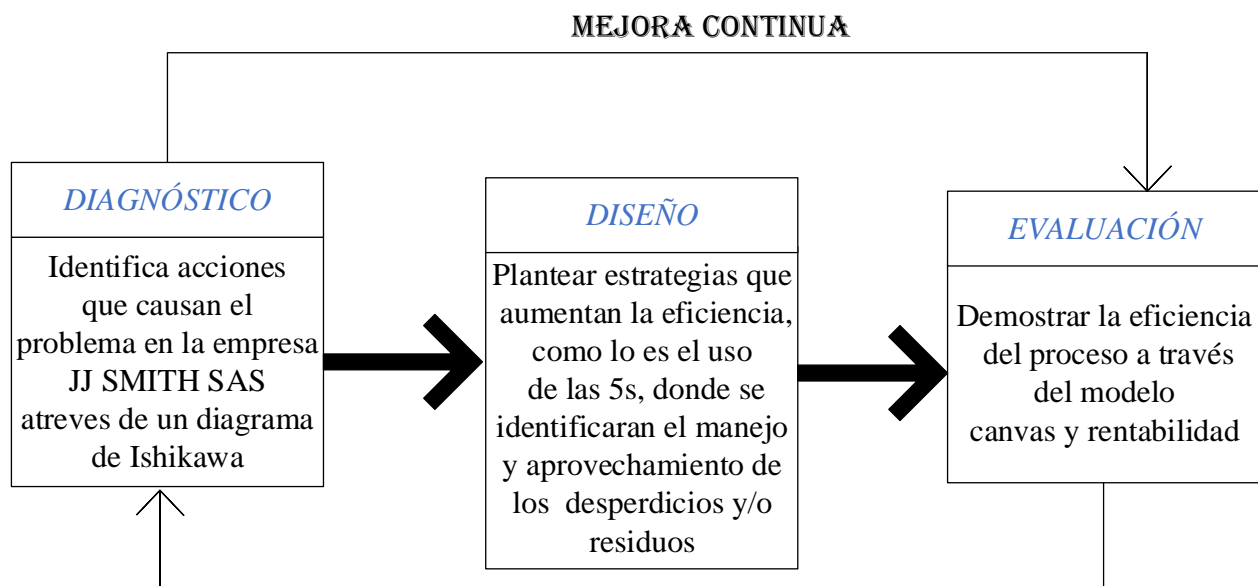 MEJORA CONTINUA
DIAGNÓSTICO
Identifica acciones
que causan el
problema en la empresa
JJ SMITH SAS
atreves de un diagrama
de Ishikawa
DISEÑO
Plantear estrategias que
aumentan la eficiencia,
como lo es el uso
de las 5s, donde se
identificaran el manejo
y aprovechamiento de
los desperdicios y/o
residuos
EVALUACIÓN
Demostrar la eficiencia
del proceso a través
del modelo
canvas y rentabilidad